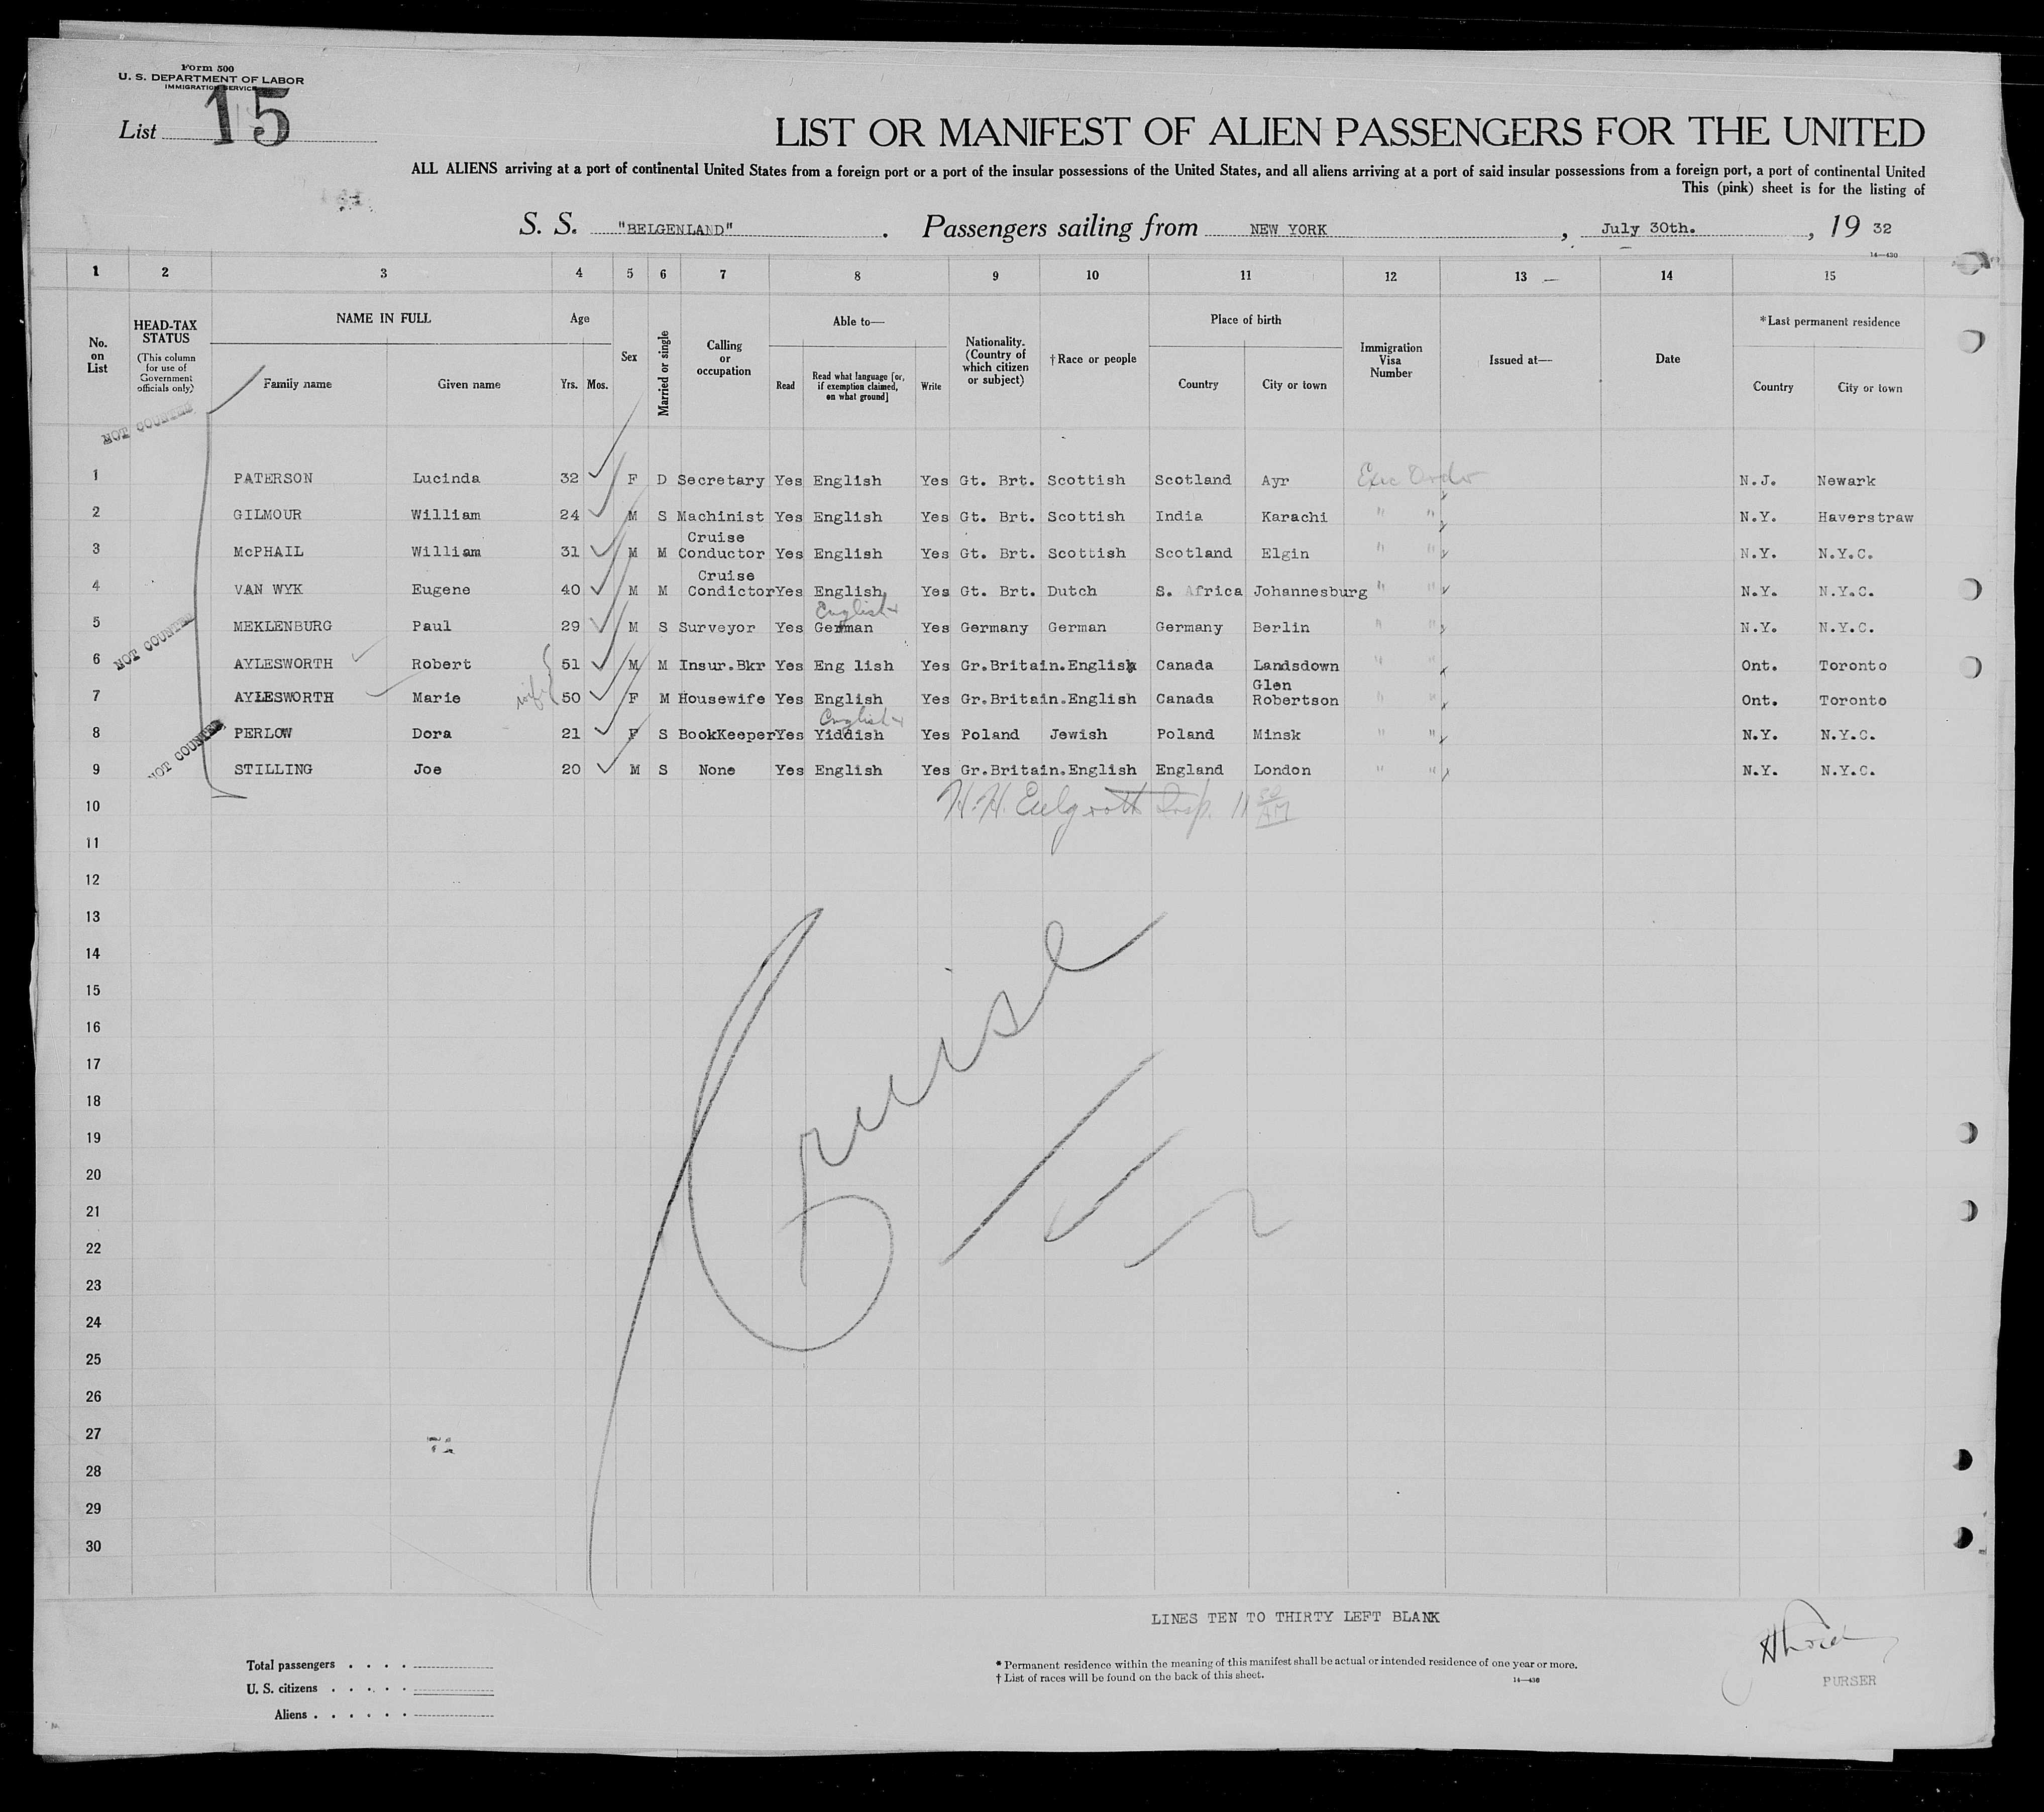 Form 500
U. S. DEPARTMENT OF LABOR
IMMIGRATION SERVICE
List 15
LIST OR MANIFEST OF ALIEN PASSENGERS FOR THE UNITED
ALL ALIENS arriving at a port of continental United States from a foreign port or a port of the insular possessions of the United States, and all aliens arriving at a port of said insular possessions from a foreign port, a port of continental United
This (pink) sheet is for the listing of
S. S. "BELGENLAND". Passengers sailing from NEW YORK, July 30th., 19 32
14—430
1 2 3 4 5 6 7 8 9 10 11 12 13 14 15
No. on List
HEAD-TAX STATUS (This column for use of Government officials only)
NAME IN FULL Family name Given name
Age Yrs. Mos.
Sex
Married or single
Calling or occupation
Able to— Read Read what language [or, if exemption claimed, on what ground] Write
Nationality. (Country of which citizen or subject)
†Race or people
Place of birth Country City or town
Immigration Visa Number
Issued at—
Date
*Last permanent residence Country City or town
NOT COUNTED
1 PATERSON Lucinda 32 F D Secretary Yes English Yes Gt. Brt. Scottish Scotland Ayr Exec Order N.J. Newark
2 GILMOUR William 24 M S Machinist Yes English Yes Gt. Brt. Scottish India Karachi " " N.Y. Haverstraw
3 McPHAIL William 31 M M Cruise Conductor Yes English Yes Gt. Brt. Scottish Scotland Elgin " " N.Y. N.Y.C.
4 VAN WYK Eugene 40 M M Cruise Condictor Yes English Yes Gt. Brt. Dutch S. Africa Johannesburg " " N.Y. N.Y.C.
English +
5 MEKLENBURG Paul 29 M S Surveyor Yes German Yes Germany German Germany Berlin " " N.Y. N.Y.C.
NOT COUNTED
6 AYLESWORTH Robert 51 M M Insur.Bkr Yes Eng lish Yes Gr.Britain.English Canada Landsdown " " Ont. Toronto
7 AYLESWORTH Marie wife 50 F M Housewife Yes English Yes Gr.Britain.English Canada Glen Robertson " " Ont. Toronto
English +
8 PERLOW Dora 21 F S BookKeeper Yes Yiddish Yes Poland Jewish Poland Minsk " " N.Y. N.Y.C.
NOT COUNTED
9 STILLING Joe 20 M S None Yes English Yes Gr.Britain.English England London " " N.Y. N.Y.C.
10 H.H. Insp. 11 50 AM
11
12
13
14
15
16
17
18
19
20
21
22
23
24
25
26
27
28
29
30
Cruise
LINES TEN TO THIRTY LEFT BLANK
Total passengers . . . .
U. S. citizens . . . . .
Aliens . . . . . .
* Permanent residence within the meaning of this manifest shall be actual or intended residence of one year or more.
† List of races will be found on the back of this sheet.
14—430
PURSER